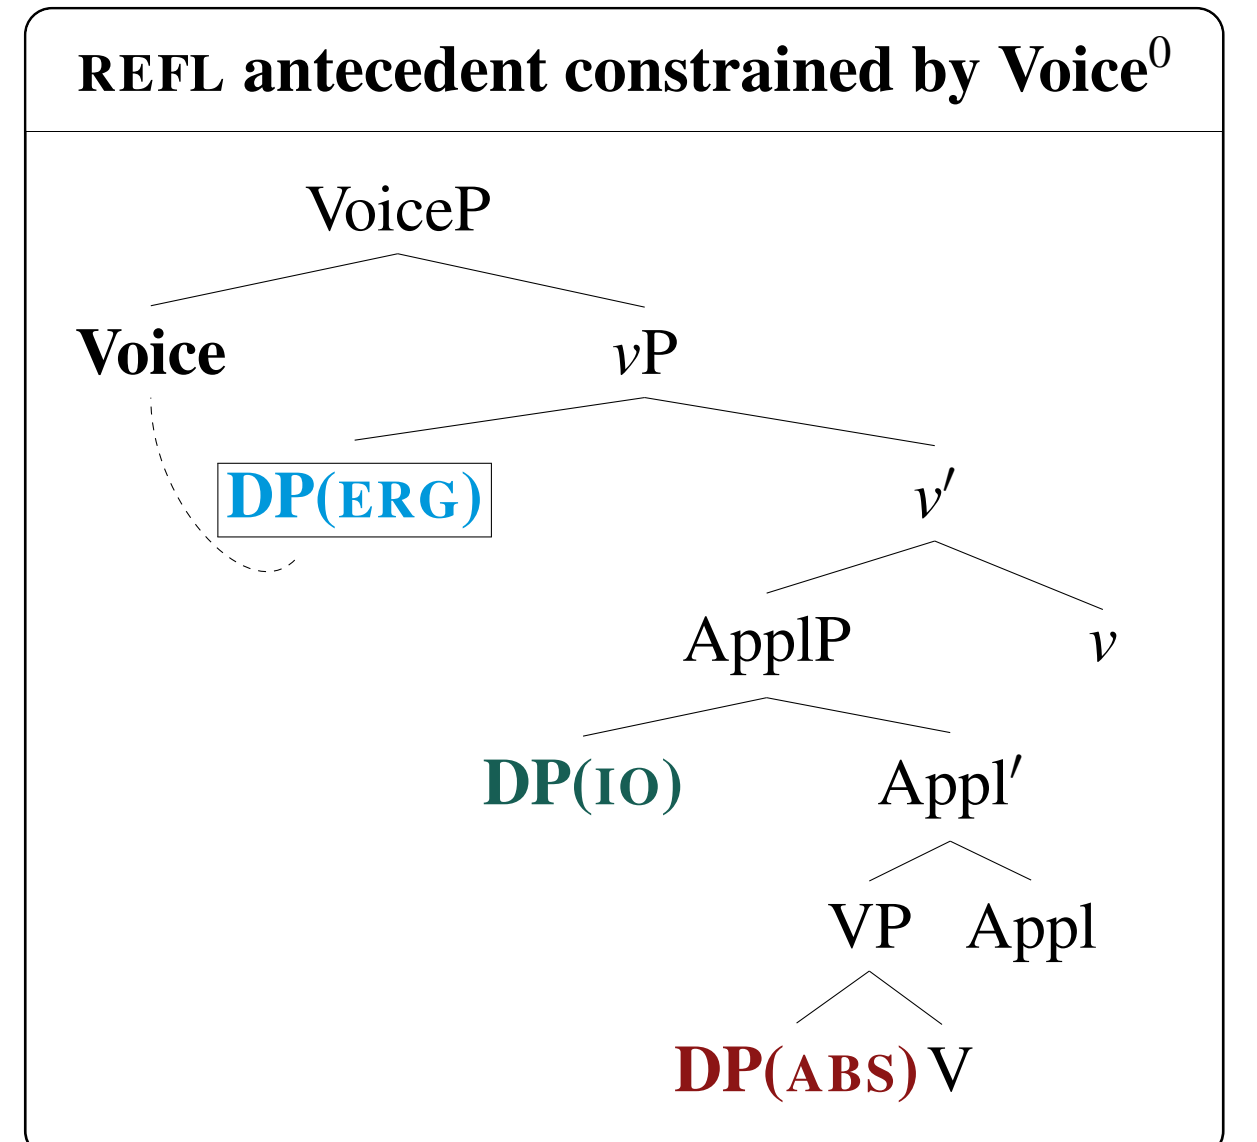 REFL antecedent constrained by Voice⁰
VoiceP
Voice vP
DP(ERG) v′
ApplP v
DP(IO) Appl′
VP Appl
DP(ABS) V